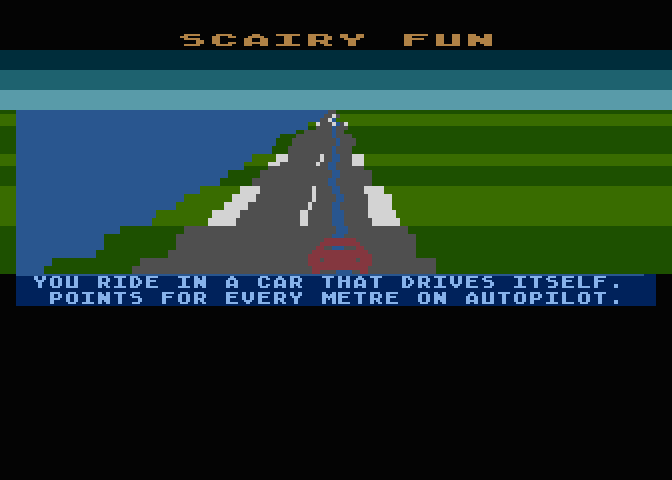 SCAIRY FUN
YOU RIDE IN A CAR THAT DRIVES ITSELF.
POINTS FOR EVERY METRE ON AUTOPILOT.